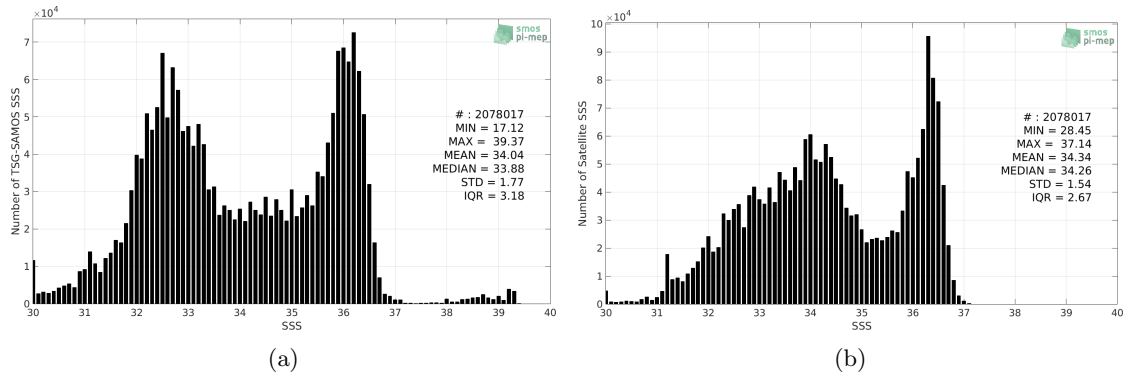 ×10⁴
smos
pi-mep
7
6
5
4
3
2
1
0
Number of TSG-SAMOS SSS
# : 2078017
MIN = 17.12
MAX = 39.37
MEAN = 34.04
MEDIAN = 33.88
STD = 1.77
IQR = 3.18
30 31 32 33 34 35 36 37 38 39 40
SSS
(a)
×10⁴
smos
pi-mep
10
9
8
7
6
5
4
3
2
1
0
Number of Satellite SSS
# : 2078017
MIN = 28.45
MAX = 37.14
MEAN = 34.34
MEDIAN = 34.26
STD = 1.54
IQR = 2.67
30 31 32 33 34 35 36 37 38 39 40
SSS
(b)